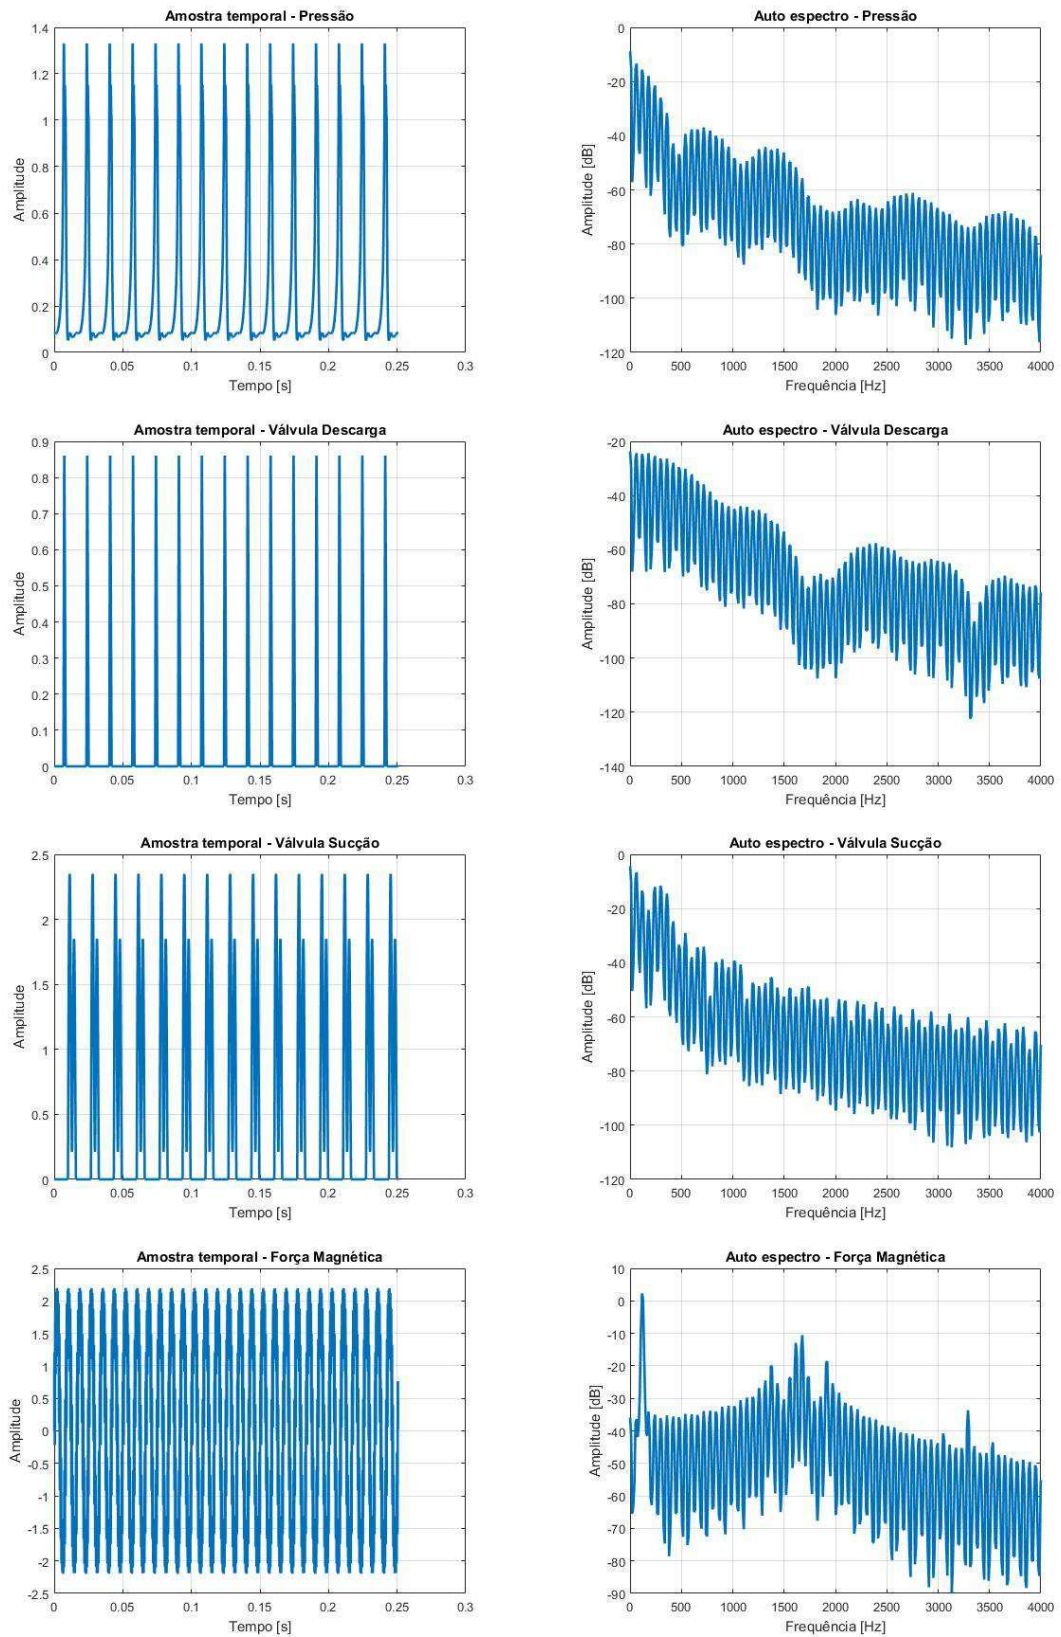 Amostra temporal - Pressão
Amplitude
1.4
1.2
1
0.8
0.6
0.4
0.2
0
0 0.05 0.1 0.15 0.2 0.25 0.3
Tempo [s]
Auto espectro - Pressão
Amplitude [dB]
0
-20
-40
-60
-80
-100
-120
0 500 1000 1500 2000 2500 3000 3500 4000
Frequência [Hz]
Amostra temporal - Válvula Descarga
Amplitude
0.9
0.8
0.7
0.6
0.5
0.4
0.3
0.2
0.1
0
0 0.05 0.1 0.15 0.2 0.25 0.3
Tempo [s]
Auto espectro - Válvula Descarga
Amplitude [dB]
-20
-40
-60
-80
-100
-120
-140
0 500 1000 1500 2000 2500 3000 3500 4000
Frequência [Hz]
Amostra temporal - Válvula Sucção
Amplitude
2.5
2
1.5
1
0.5
0
0 0.05 0.1 0.15 0.2 0.25 0.3
Tempo [s]
Auto espectro - Válvula Sucção
Amplitude [dB]
0
-20
-40
-60
-80
-100
-120
0 500 1000 1500 2000 2500 3000 3500 4000
Frequência [Hz]
Amostra temporal - Força Magnética
Amplitude
2.5
2
1.5
1
0.5
0
-0.5
-1
-1.5
-2
-2.5
0 0.05 0.1 0.15 0.2 0.25 0.3
Tempo [s]
Auto espectro - Força Magnética
Amplitude [dB]
10
0
-10
-20
-30
-40
-50
-60
-70
-80
-90
0 500 1000 1500 2000 2500 3000 3500 4000
Frequência [Hz]